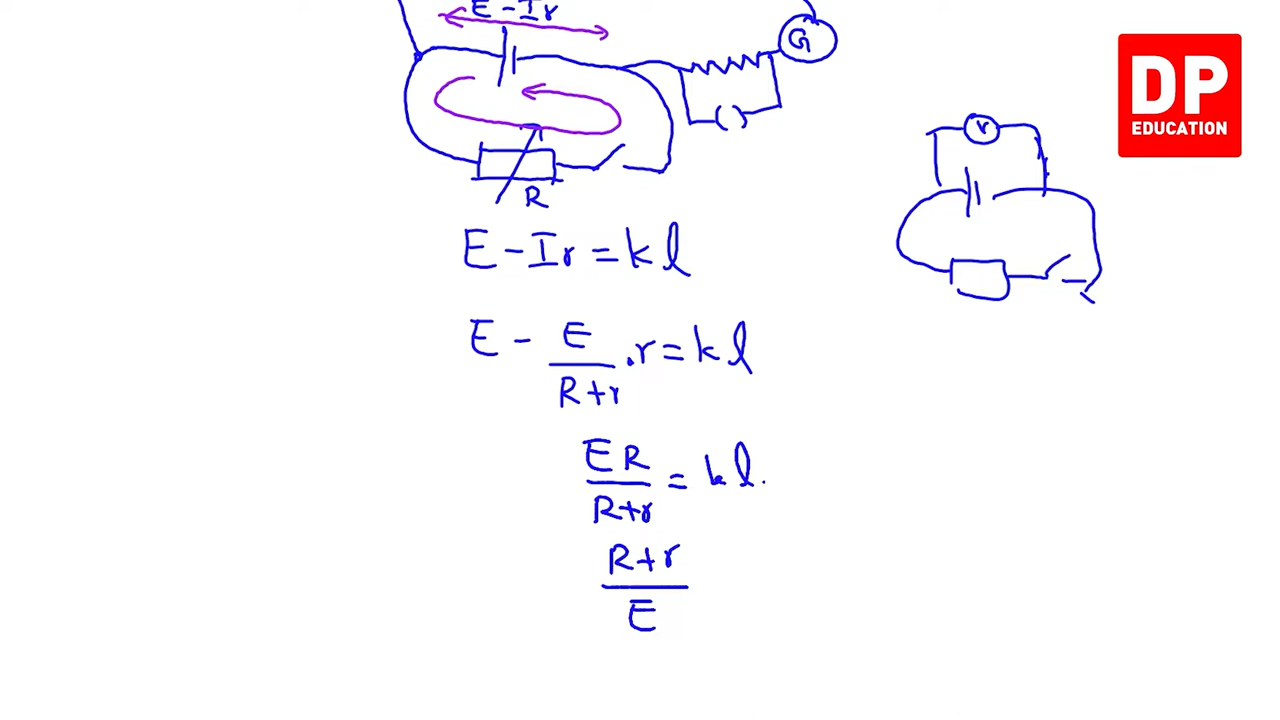 E - Ir
G
DP
EDUCATION
V
R
E - Ir = kl
E - E/R+r . r = kl
ER/R+r = kl.
R+r/E